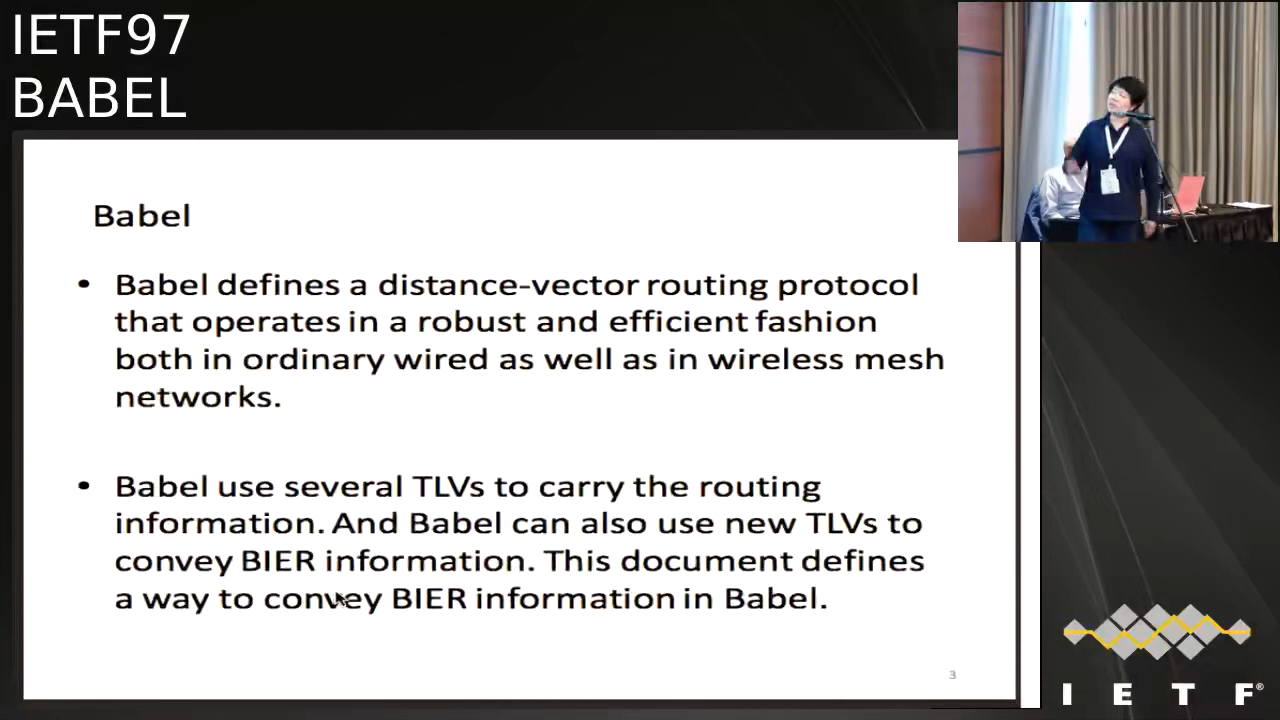 IETF97
BABEL
Babel
• Babel defines a distance-vector routing protocol
that operates in a robust and efficient fashion
both in ordinary wired as well as in wireless mesh
networks.
• Babel use several TLVs to carry the routing
information. And Babel can also use new TLVs to
convey BIER information. This document defines
a way to convey BIER information in Babel.
3
I E T F®